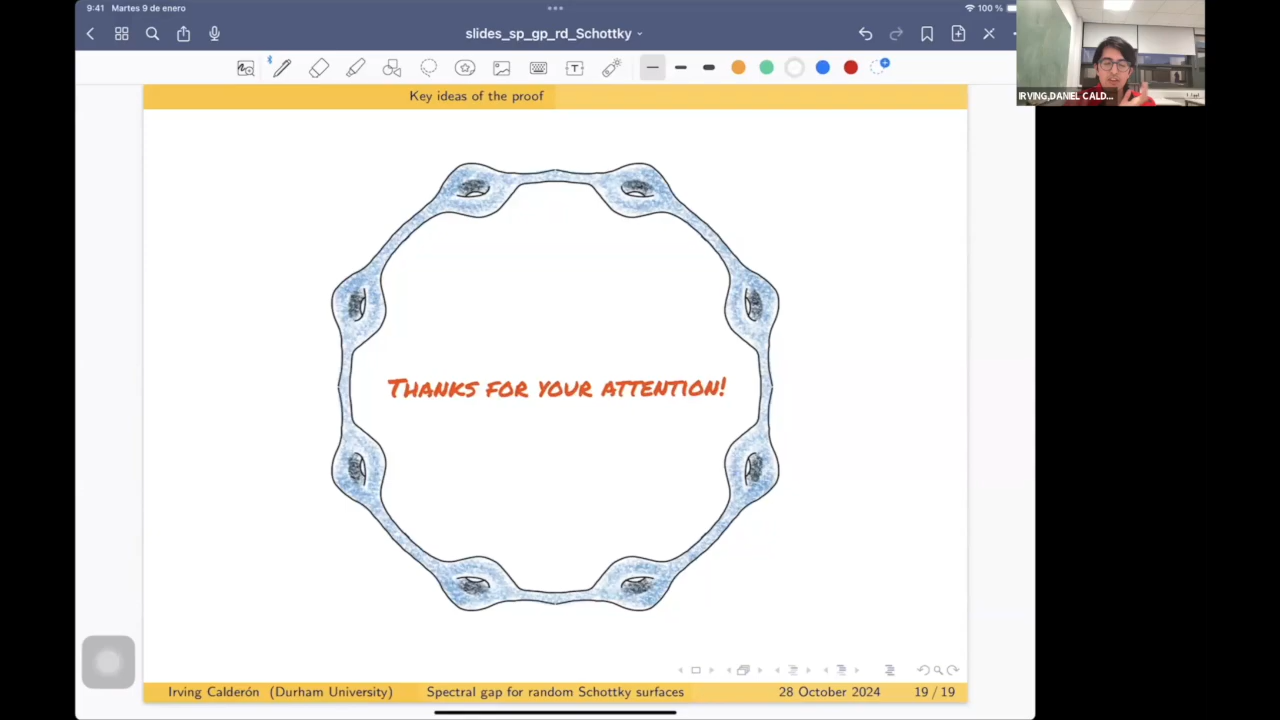 9:41 Martes 9 de enero
100 %
slides_sp_gp_rd_Schottky
IRVING,DANIEL CALD...
Key ideas of the proof
THANKS FOR YOUR ATTENTION!
Irving Calderón (Durham University) Spectral gap for random Schottky surfaces 28 October 2024 19 / 19